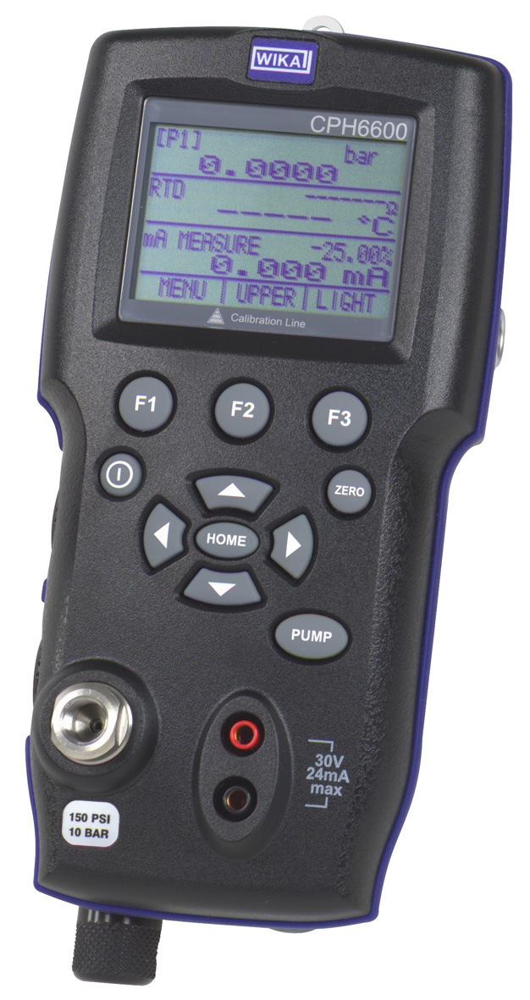 WIKA
CPH6600
[P1] bar
0.0000
RTD ------Ω
----- °C
mA MEASURE -25.00%
0.000 mA
MENU | UPPER | LIGHT
Calibration Line
F1 F2 F3
ZERO
HOME
PUMP
30V
24mA
max
150 PSI
10 BAR